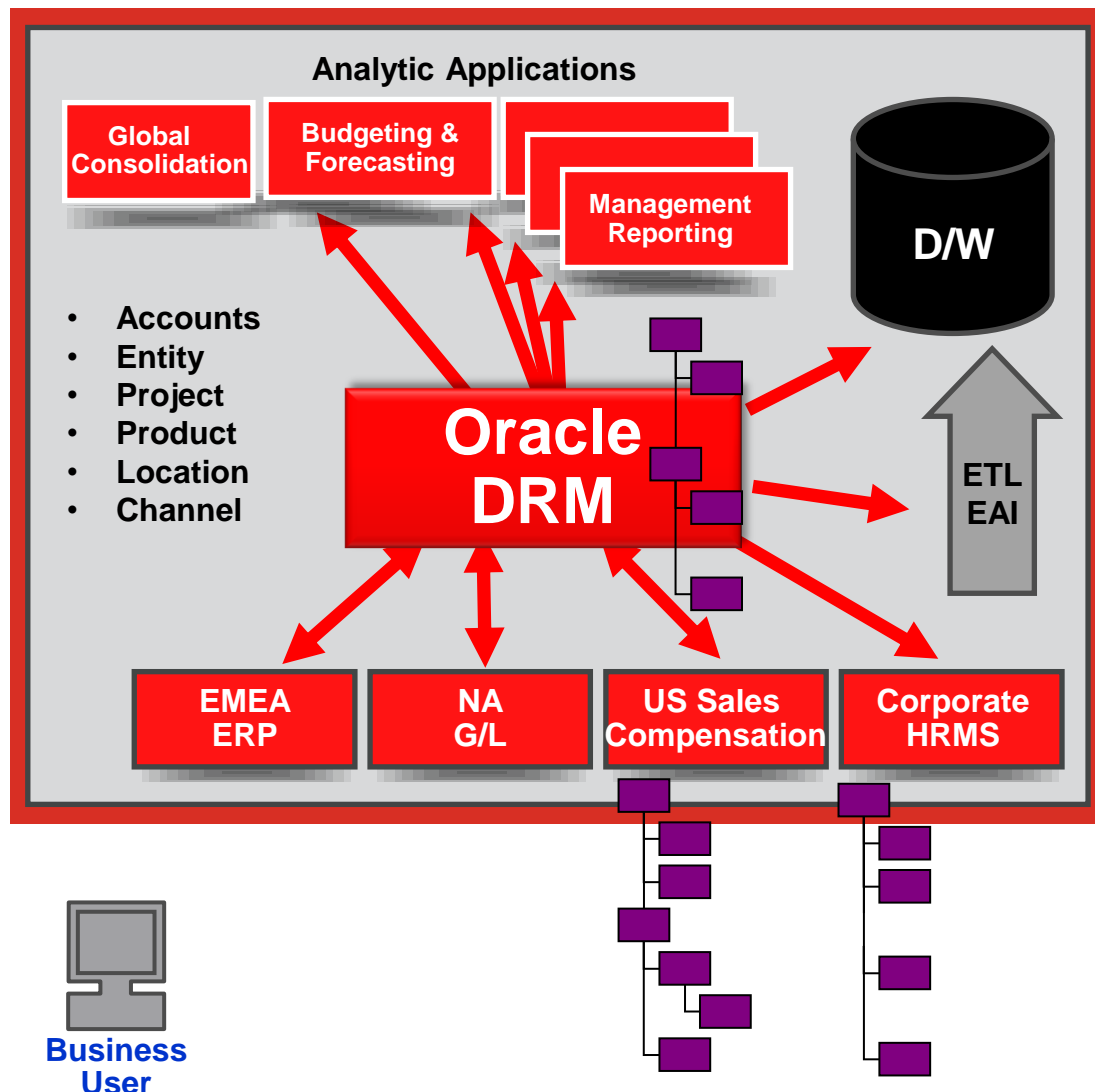 Analytic Applications
Global
Consolidation
Budgeting &
Forecasting
Management
Reporting
D/W
• Accounts
• Entity
• Project
• Product
• Location
• Channel
Oracle
DRM
ETL
EAI
EMEA
ERP
NA
G/L
US Sales
Compensation
Corporate
HRMS
Business
User